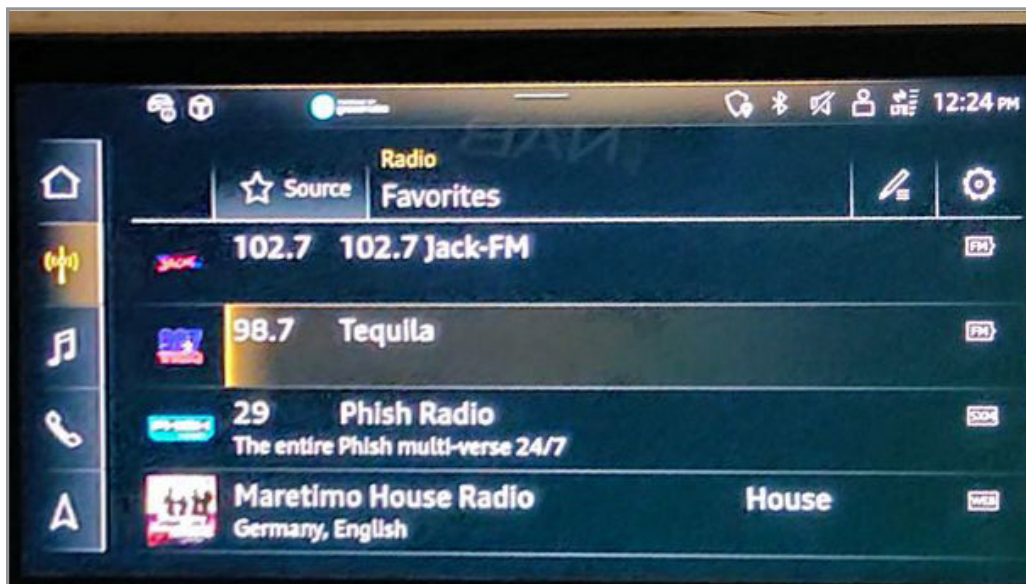 12:24 PM
Radio
Source
Favorites
102.7 102.7 Jack-FM FM
98.7 Tequila FM
29 Phish Radio SXM
The entire Phish multi-verse 24/7
Maretimo House Radio House WEB
Germany, English